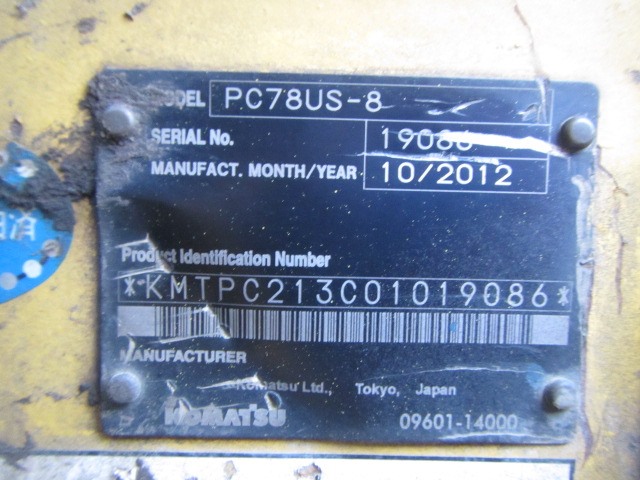 MODEL PC78US-8
SERIAL No. 19086
MANUFACT. MONTH/YEAR 10/2012
Product Identification Number
*KMTPC213C01019086*
MANUFACTURER
Komatsu Ltd., Tokyo, Japan
KOMATSU 09601-14000